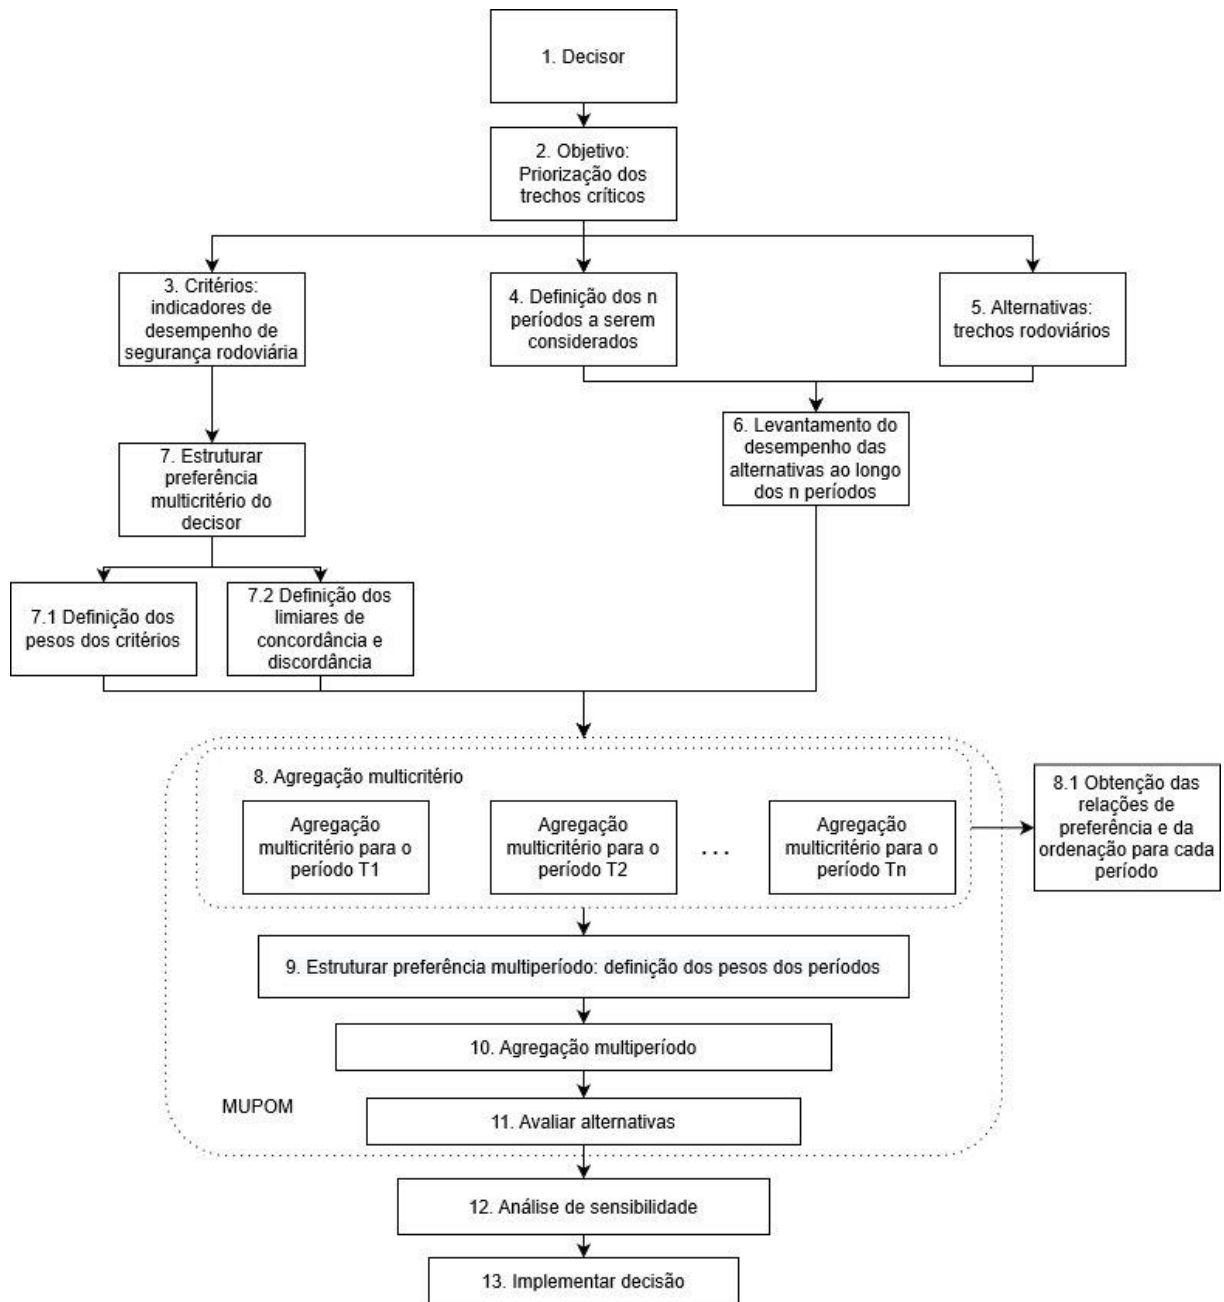 1. Decisor
2. Objetivo:
Priorização dos
trechos críticos
3. Critérios:
indicadores de
desempenho de
segurança rodoviária
4. Definição dos n
períodos a serem
considerados
5. Alternativas:
trechos rodoviários
6. Levantamento do
desempenho das
alternativas ao longo
dos n períodos
7. Estruturar
preferência
multicritério do
decisor
7.1 Definição dos
pesos dos critérios
7.2 Definição dos
limiares de
concordância e
discordância
8. Agregação multicritério
Agregação
multicritério para o
período T1
Agregação
multicritério para o
período T2
. . .
Agregação
multicritério para o
período Tn
8.1 Obtenção das
relações de
preferência e da
ordenação para cada
período
9. Estruturar preferência multiperíodo: definição dos pesos dos períodos
10. Agregação multiperíodo
MUPOM
11. Avaliar alternativas
12. Análise de sensibilidade
13. Implementar decisão